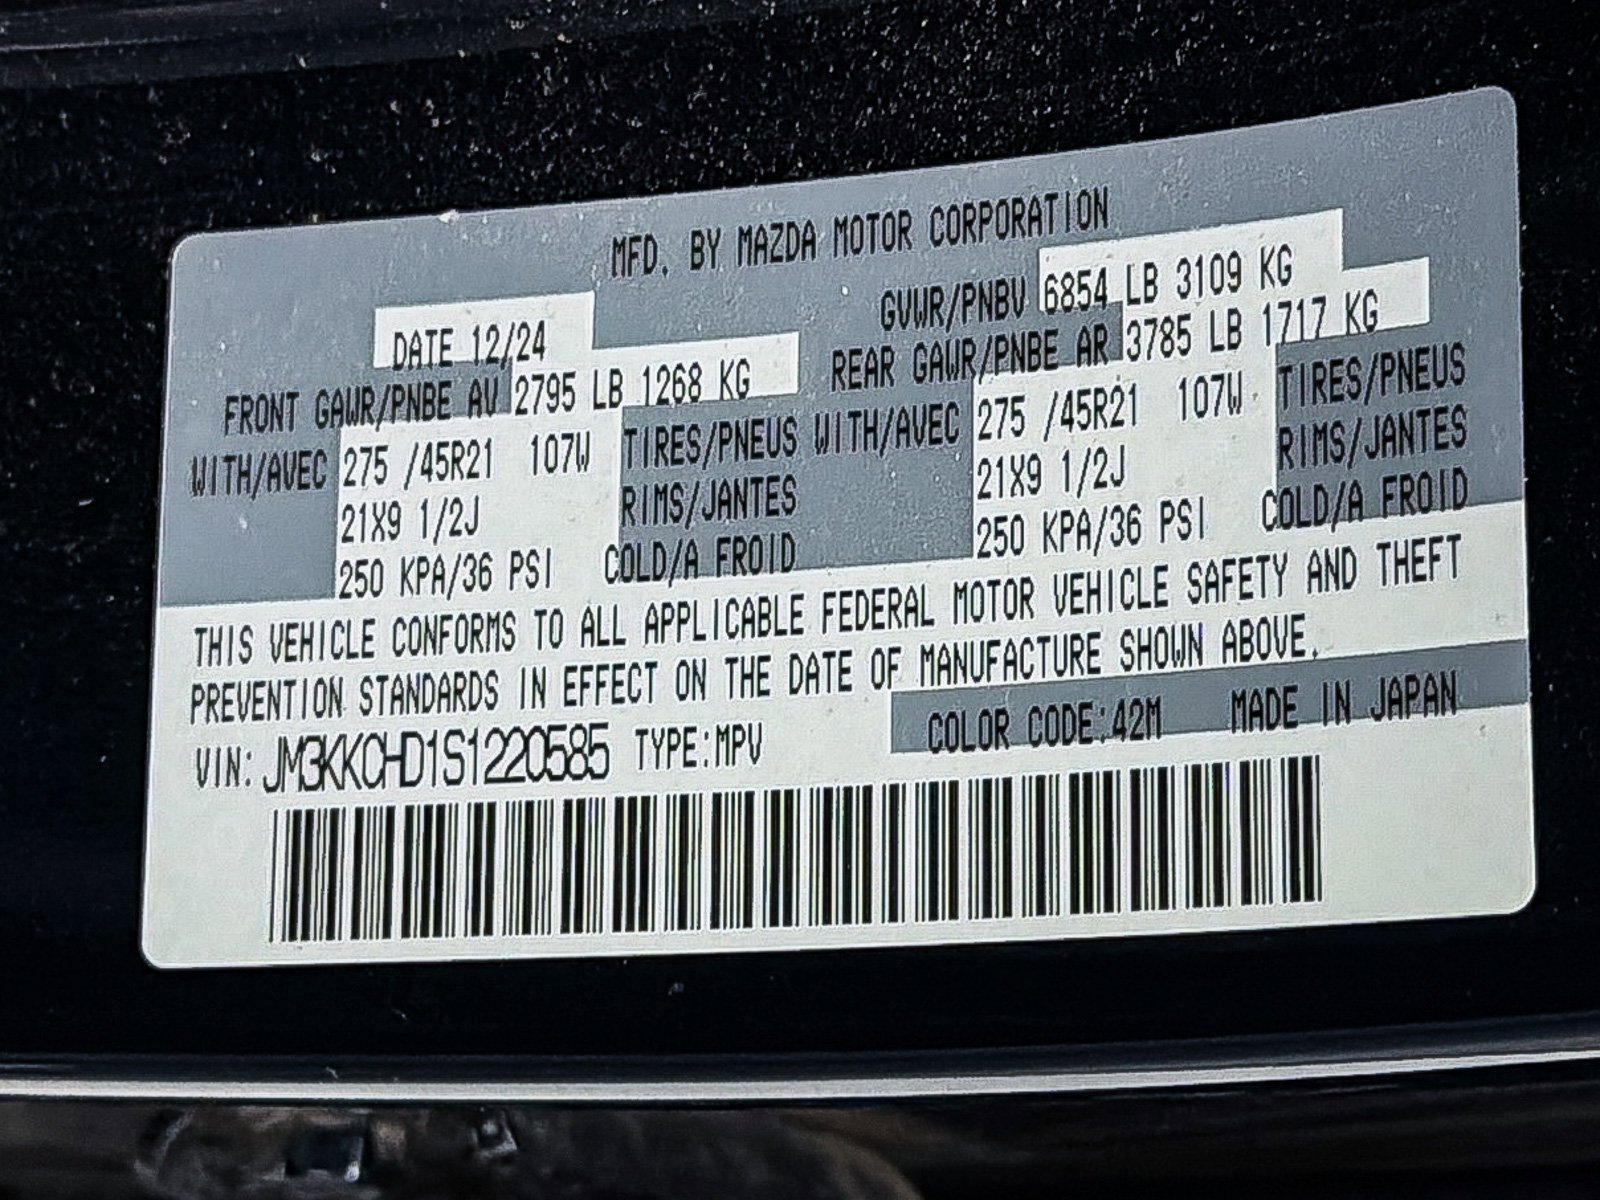 MFD. BY MAZDA MOTOR CORPORATION
DATE 12/24
GVWR/PNBV 6854 LB 3109 KG
FRONT GAWR/PNBE AV 2795 LB 1268 KG
REAR GAWR/PNBE AR 3785 LB 1717 KG
WITH/AVEC 275 /45R21 107W TIRES/PNEUS
WITH/AVEC 275 /45R21 107W TIRES/PNEUS
21X9 1/2J RIMS/JANTES
21X9 1/2J RIMS/JANTES
250 KPA/36 PSI COLD/A FROID
250 KPA/36 PSI COLD/A FROID
THIS VEHICLE CONFORMS TO ALL APPLICABLE FEDERAL MOTOR VEHICLE SAFETY AND THEFT
PREVENTION STANDARDS IN EFFECT ON THE DATE OF MANUFACTURE SHOWN ABOVE.
VIN: JM3KKCHD1S1220585 TYPE:MPV
COLOR CODE:42M MADE IN JAPAN